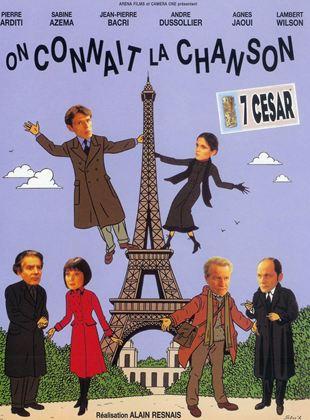 ARENA FILMS et CAMERA ONE présentent
PIERRE ARDITI
SABINE AZEMA
JEAN-PIERRE BACRI
ANDRE DUSSOLLIER
AGNES JAOUI
LAMBERT WILSON
ON CONNAIT LA CHANSON
7 CESAR
Réalisation ALAIN RESNAIS